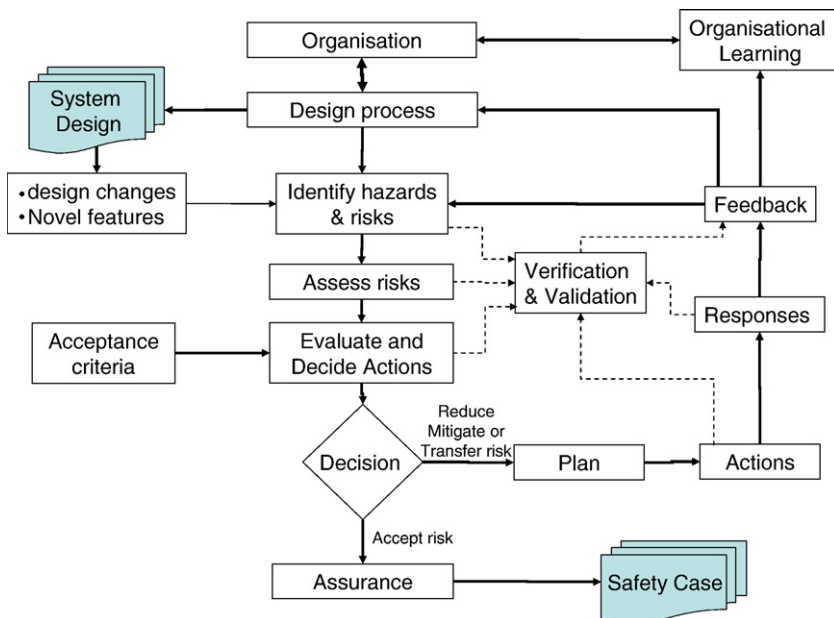 Organisation
Organisational
Learning
System
Design
Design process
•design changes
•Novel features
Identify hazards
& risks
Feedback
Assess risks
Verification
& Validation
Responses
Acceptance
criteria
Evaluate and
Decide Actions
Decision
Reduce
Mitigate or
Transfer risk
Plan
Actions
Accept risk
Assurance
Safety Case